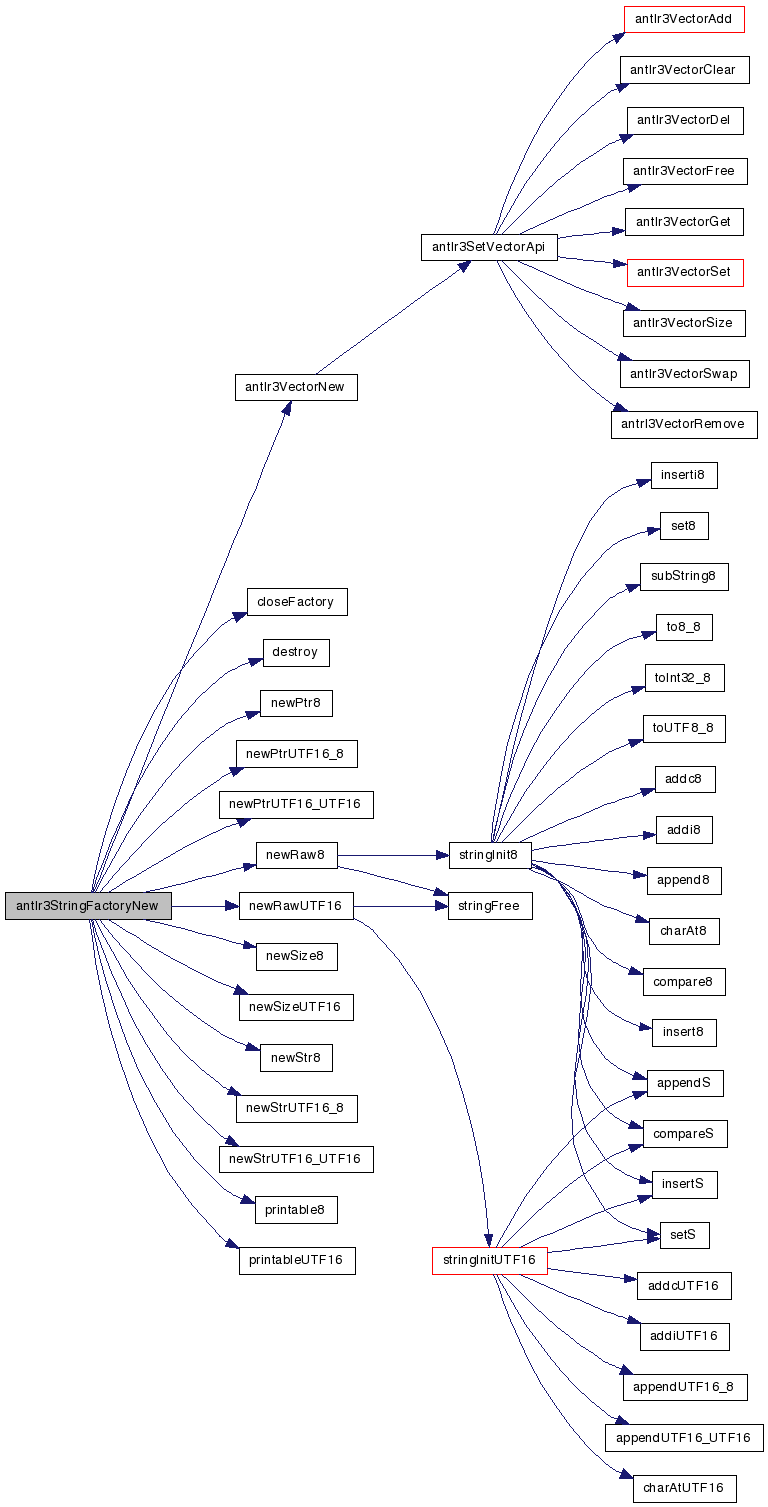 antlr3VectorAdd
antlr3VectorClear
antlr3VectorDel
antlr3VectorFree
antlr3VectorGet
antlr3SetVectorApi
antlr3VectorSet
antlr3VectorSize
antlr3VectorSwap
antlr3VectorNew
antrl3VectorRemove
inserti8
set8
subString8
closeFactory
to8_8
destroy
toInt32_8
newPtr8
toUTF8_8
newPtrUTF16_8
addc8
newPtrUTF16_UTF16
addi8
newRaw8
stringInit8
append8
antlr3StringFactoryNew
newRawUTF16
stringFree
charAt8
newSize8
compare8
newSizeUTF16
insert8
newStr8
appendS
newStrUTF16_8
compareS
newStrUTF16_UTF16
insertS
printable8
setS
printableUTF16
stringInitUTF16
addcUTF16
addiUTF16
appendUTF16_8
appendUTF16_UTF16
charAtUTF16